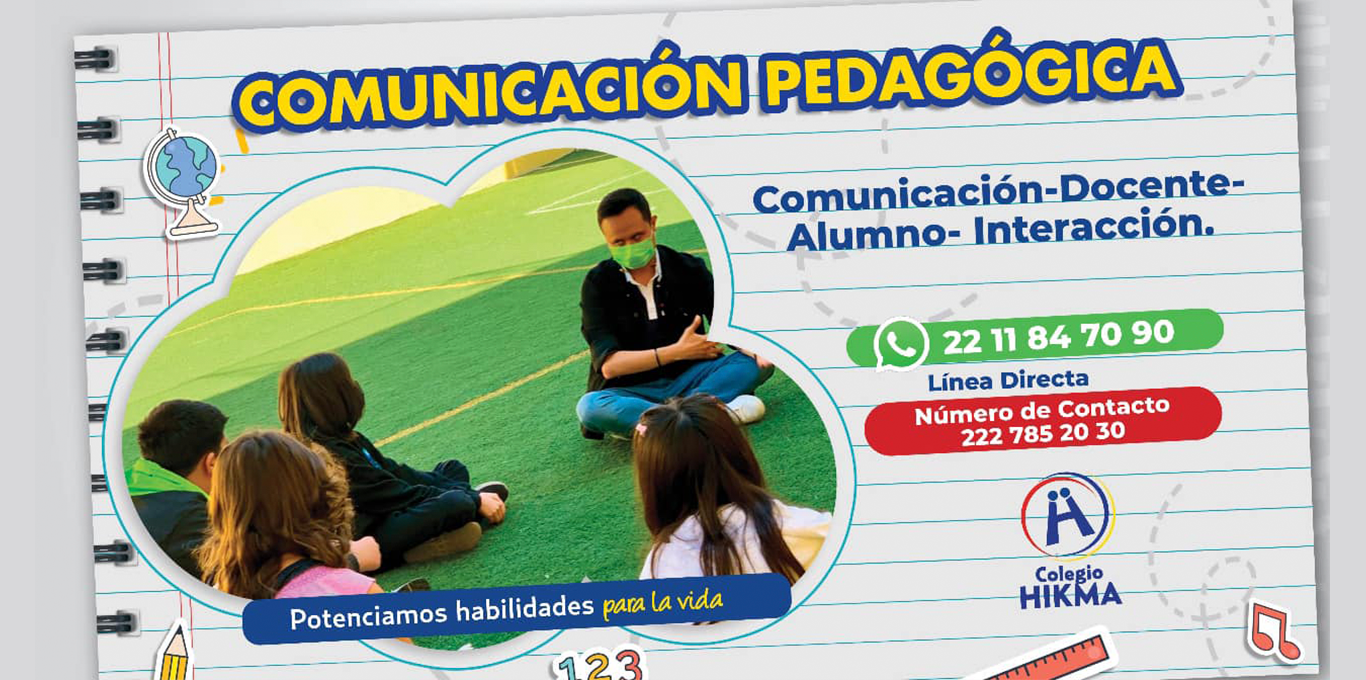 COMUNICACIÓN PEDAGÓGICA
Comunicación-Docente-
Alumno- Interacción.
22 11 84 70 90
Línea Directa
Número de Contacto
222 785 20 30
Colegio
HIKMA
Potenciamos habilidades para la vida
123